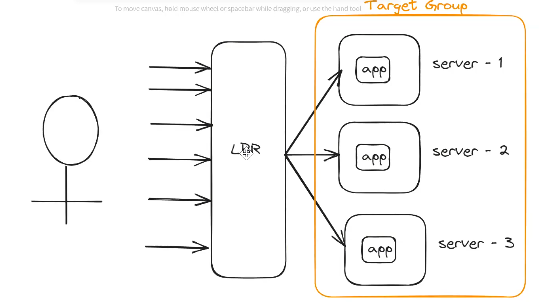 To move canvas, hold mouse wheel or spacebar while dragging, or use the hand tool
Target Group
app
server - 1
LDR
app
server - 2
app
server - 3